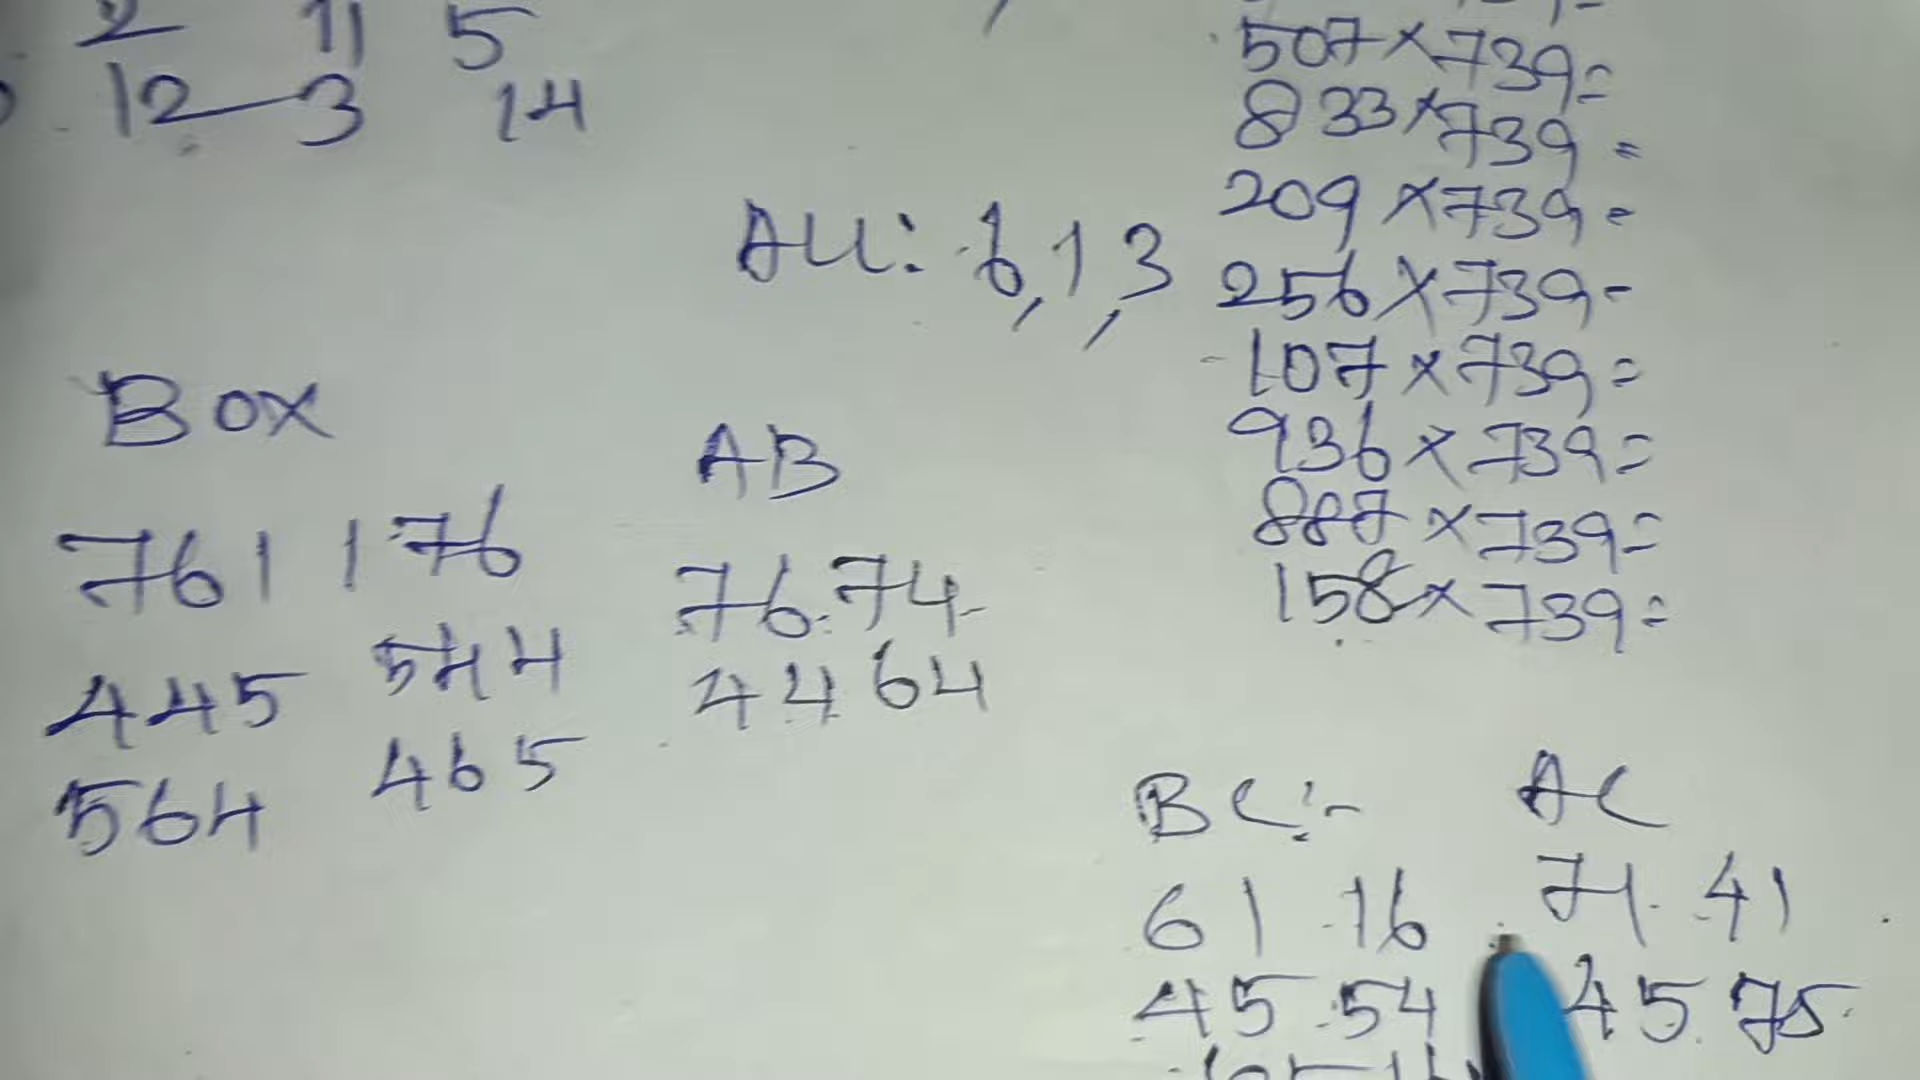 2 11 5
12 3 14
507×739=
833×739=
209×739=
256×739-
107×739=
936×739=
887×739=
158×739=
All: 6,1,3
Box
761 176
445 544
564 465
AB
76.74
44 64
BC:-
61 16
45.54
AC
71. 41
45 75